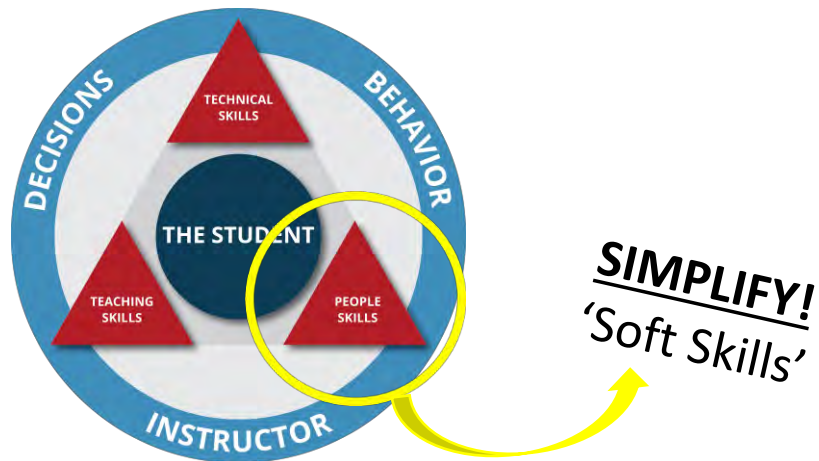 DECISIONS
BEHAVIOR
TECHNICAL
SKILLS
THE STUDENT
TEACHING
SKILLS
PEOPLE
SKILLS
INSTRUCTOR
SIMPLIFY!
‘Soft Skills’